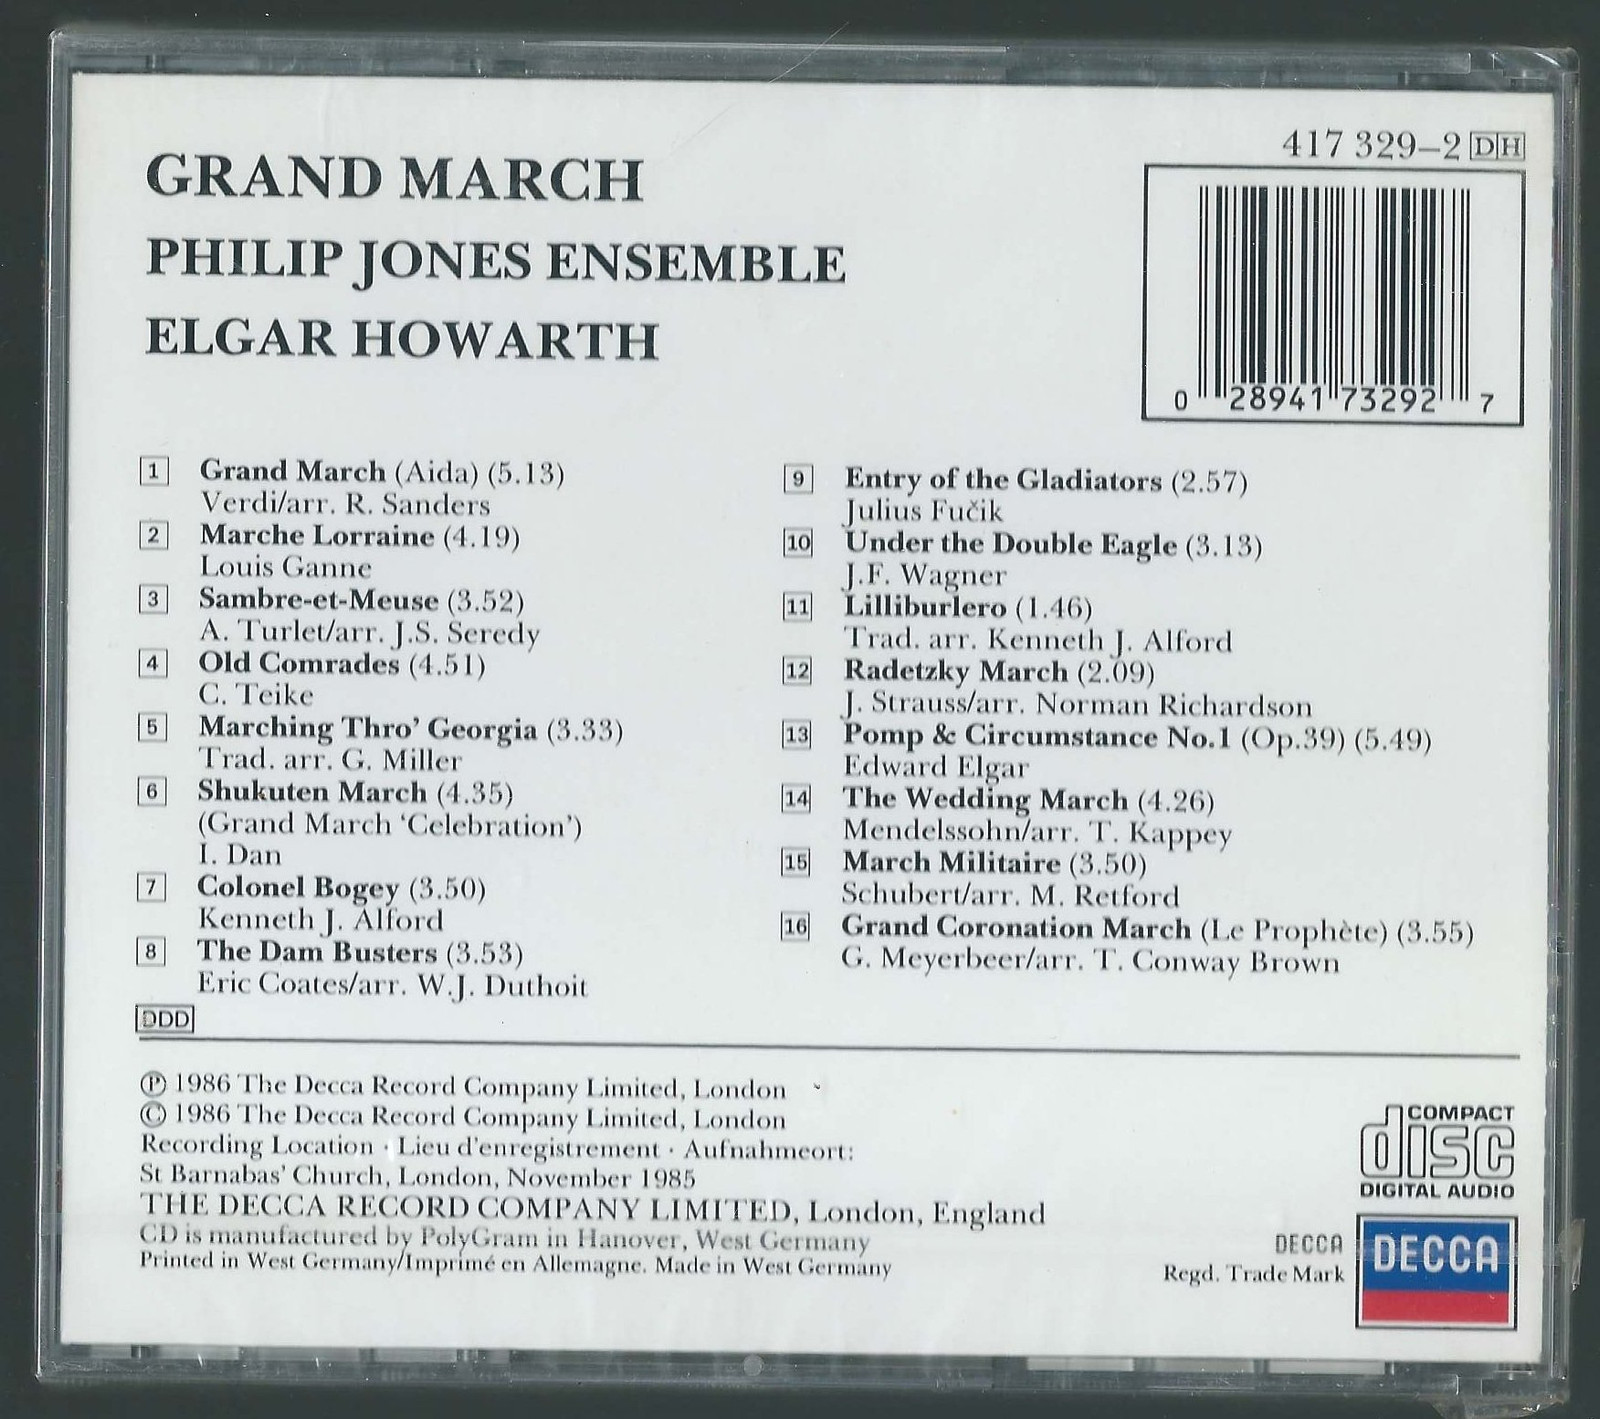 417 329-2 DH
GRAND MARCH
PHILIP JONES ENSEMBLE
ELGAR HOWARTH
0 28941 73292 7
1 Grand March (Aida) (5.13)
Verdi/arr. R. Sanders
2 Marche Lorraine (4.19)
Louis Ganne
3 Sambre-et-Meuse (3.52)
A. Turlet/arr. J.S. Seredy
4 Old Comrades (4.51)
C. Teike
5 Marching Thro' Georgia (3.33)
Trad. arr. G. Miller
6 Shukuten March (4.35)
(Grand March 'Celebration')
I. Dan
7 Colonel Bogey (3.50)
Kenneth J. Alford
8 The Dam Busters (3.53)
Eric Coates/arr. W.J. Duthoit
9 Entry of the Gladiators (2.57)
Julius Fučik
10 Under the Double Eagle (3.13)
J.F. Wagner
11 Lilliburlero (1.46)
Trad. arr. Kenneth J. Alford
12 Radetzky March (2.09)
J. Strauss/arr. Norman Richardson
13 Pomp & Circumstance No.1 (Op.39) (5.49)
Edward Elgar
14 The Wedding March (4.26)
Mendelssohn/arr. T. Kappey
15 March Militaire (3.50)
Schubert/arr. M. Retford
16 Grand Coronation March (Le Prophète) (3.55)
G. Meyerbeer/arr. T. Conway Brown
DDD
Ⓟ 1986 The Decca Record Company Limited, London
© 1986 The Decca Record Company Limited, London
Recording Location · Lieu d'enregistrement · Aufnahmeort:
St Barnabas' Church, London, November 1985
THE DECCA RECORD COMPANY LIMITED, London, England
CD is manufactured by PolyGram in Hanover, West Germany
Printed in West Germany/Imprimé en Allemagne. Made in West Germany
COMPACT
disc
DIGITAL AUDIO
DECCA
Regd. Trade Mark
DECCA